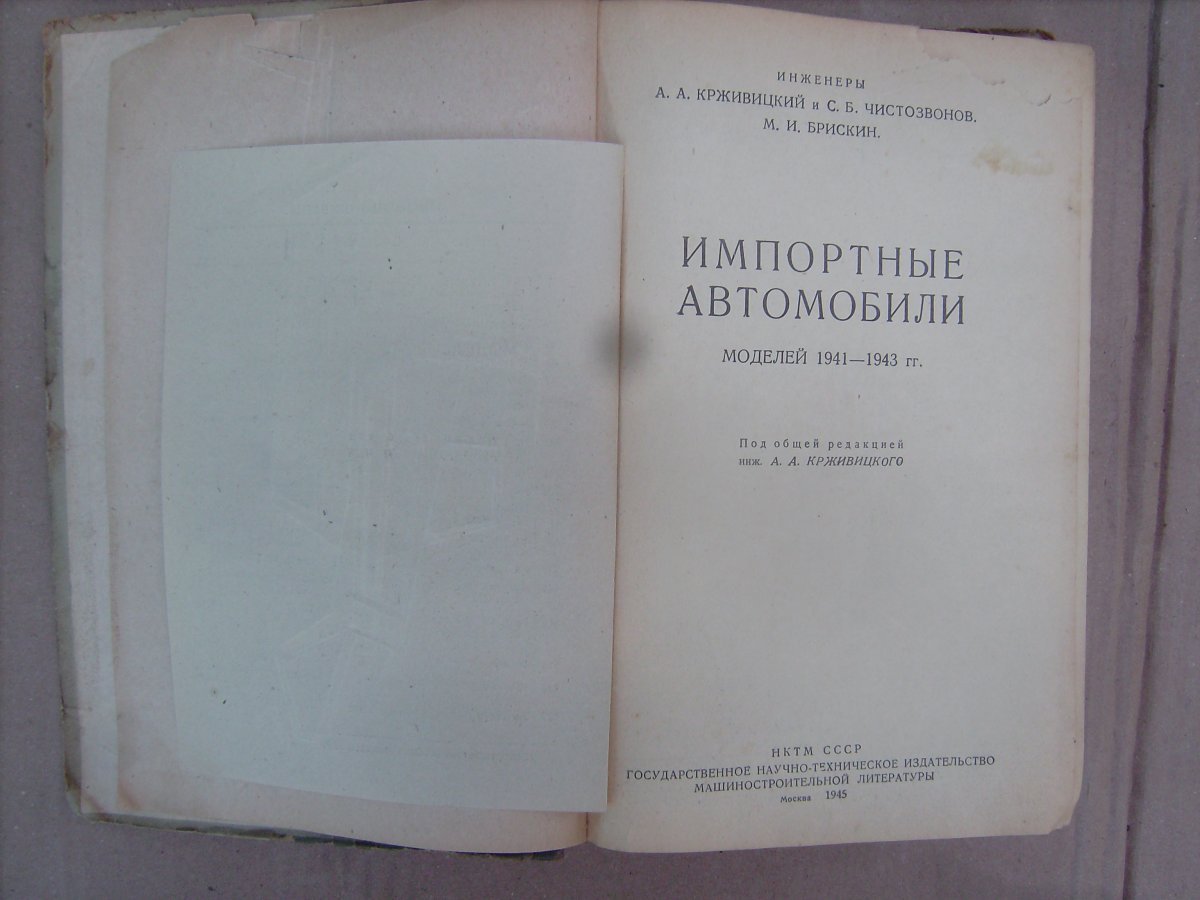 ИНЖЕНЕРЫ
А. А. КРЖИВИЦКИЙ и С. Б. ЧИСТОЗВОНОВ.
М. И. БРИСКИН.
ИМПОРТНЫЕ
АВТОМОБИЛИ
МОДЕЛЕЙ 1941—1943 гг.
Под общей редакцией
инж. А. А. КРЖИВИЦКОГО
НКТМ СССР
ГОСУДАРСТВЕННОЕ НАУЧНО-ТЕХНИЧЕСКОЕ ИЗДАТЕЛЬСТВО
МАШИНОСТРОИТЕЛЬНОЙ ЛИТЕРАТУРЫ
Москва 1945